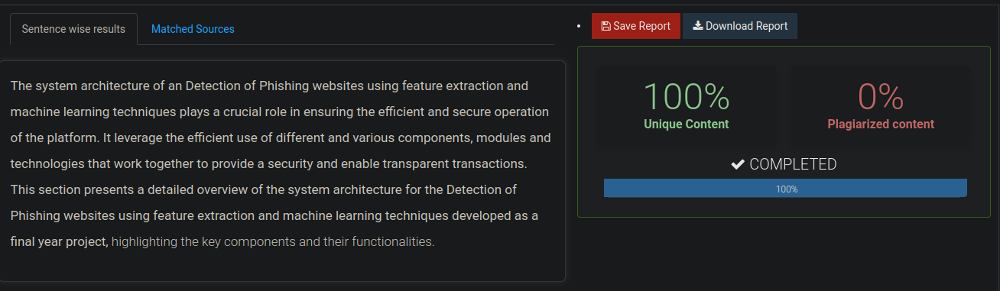 Sentence wise results
Matched Sources
The system architecture of an Detection of Phishing websites using feature extraction and
machine learning techniques plays a crucial role in ensuring the efficient and secure operation
of the platform. It leverage the efficient use of different and various components, modules and
technologies that work together to provide a security and enable transparent transactions.
This section presents a detailed overview of the system architecture for the Detection of
Phishing websites using feature extraction and machine learning techniques developed as a
final year project, highlighting the key components and their functionalities.
Save Report
Download Report
100%
Unique Content
0%
Plagiarized content
COMPLETED
100%